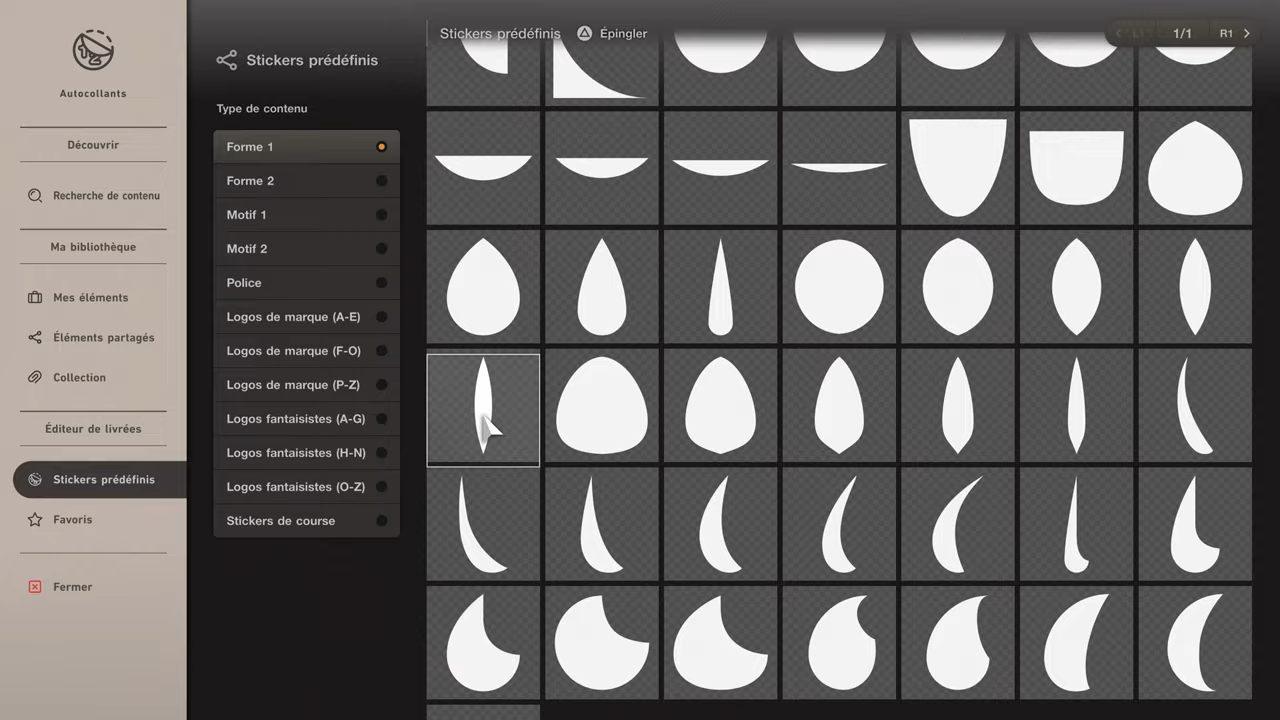 Autocollants
Découvrir
Recherche de contenu
Ma bibliothèque
Mes éléments
Éléments partagés
Collection
Éditeur de livrées
Stickers prédéfinis
Favoris
Fermer
Stickers prédéfinis
Type de contenu
Forme 1
Forme 2
Motif 1
Motif 2
Police
Logos de marque (A-E)
Logos de marque (F-O)
Logos de marque (P-Z)
Logos fantaisistes (A-G)
Logos fantaisistes (H-N)
Logos fantaisistes (O-Z)
Stickers de course
Stickers prédéfinis Épingler
L1 1/1 R1